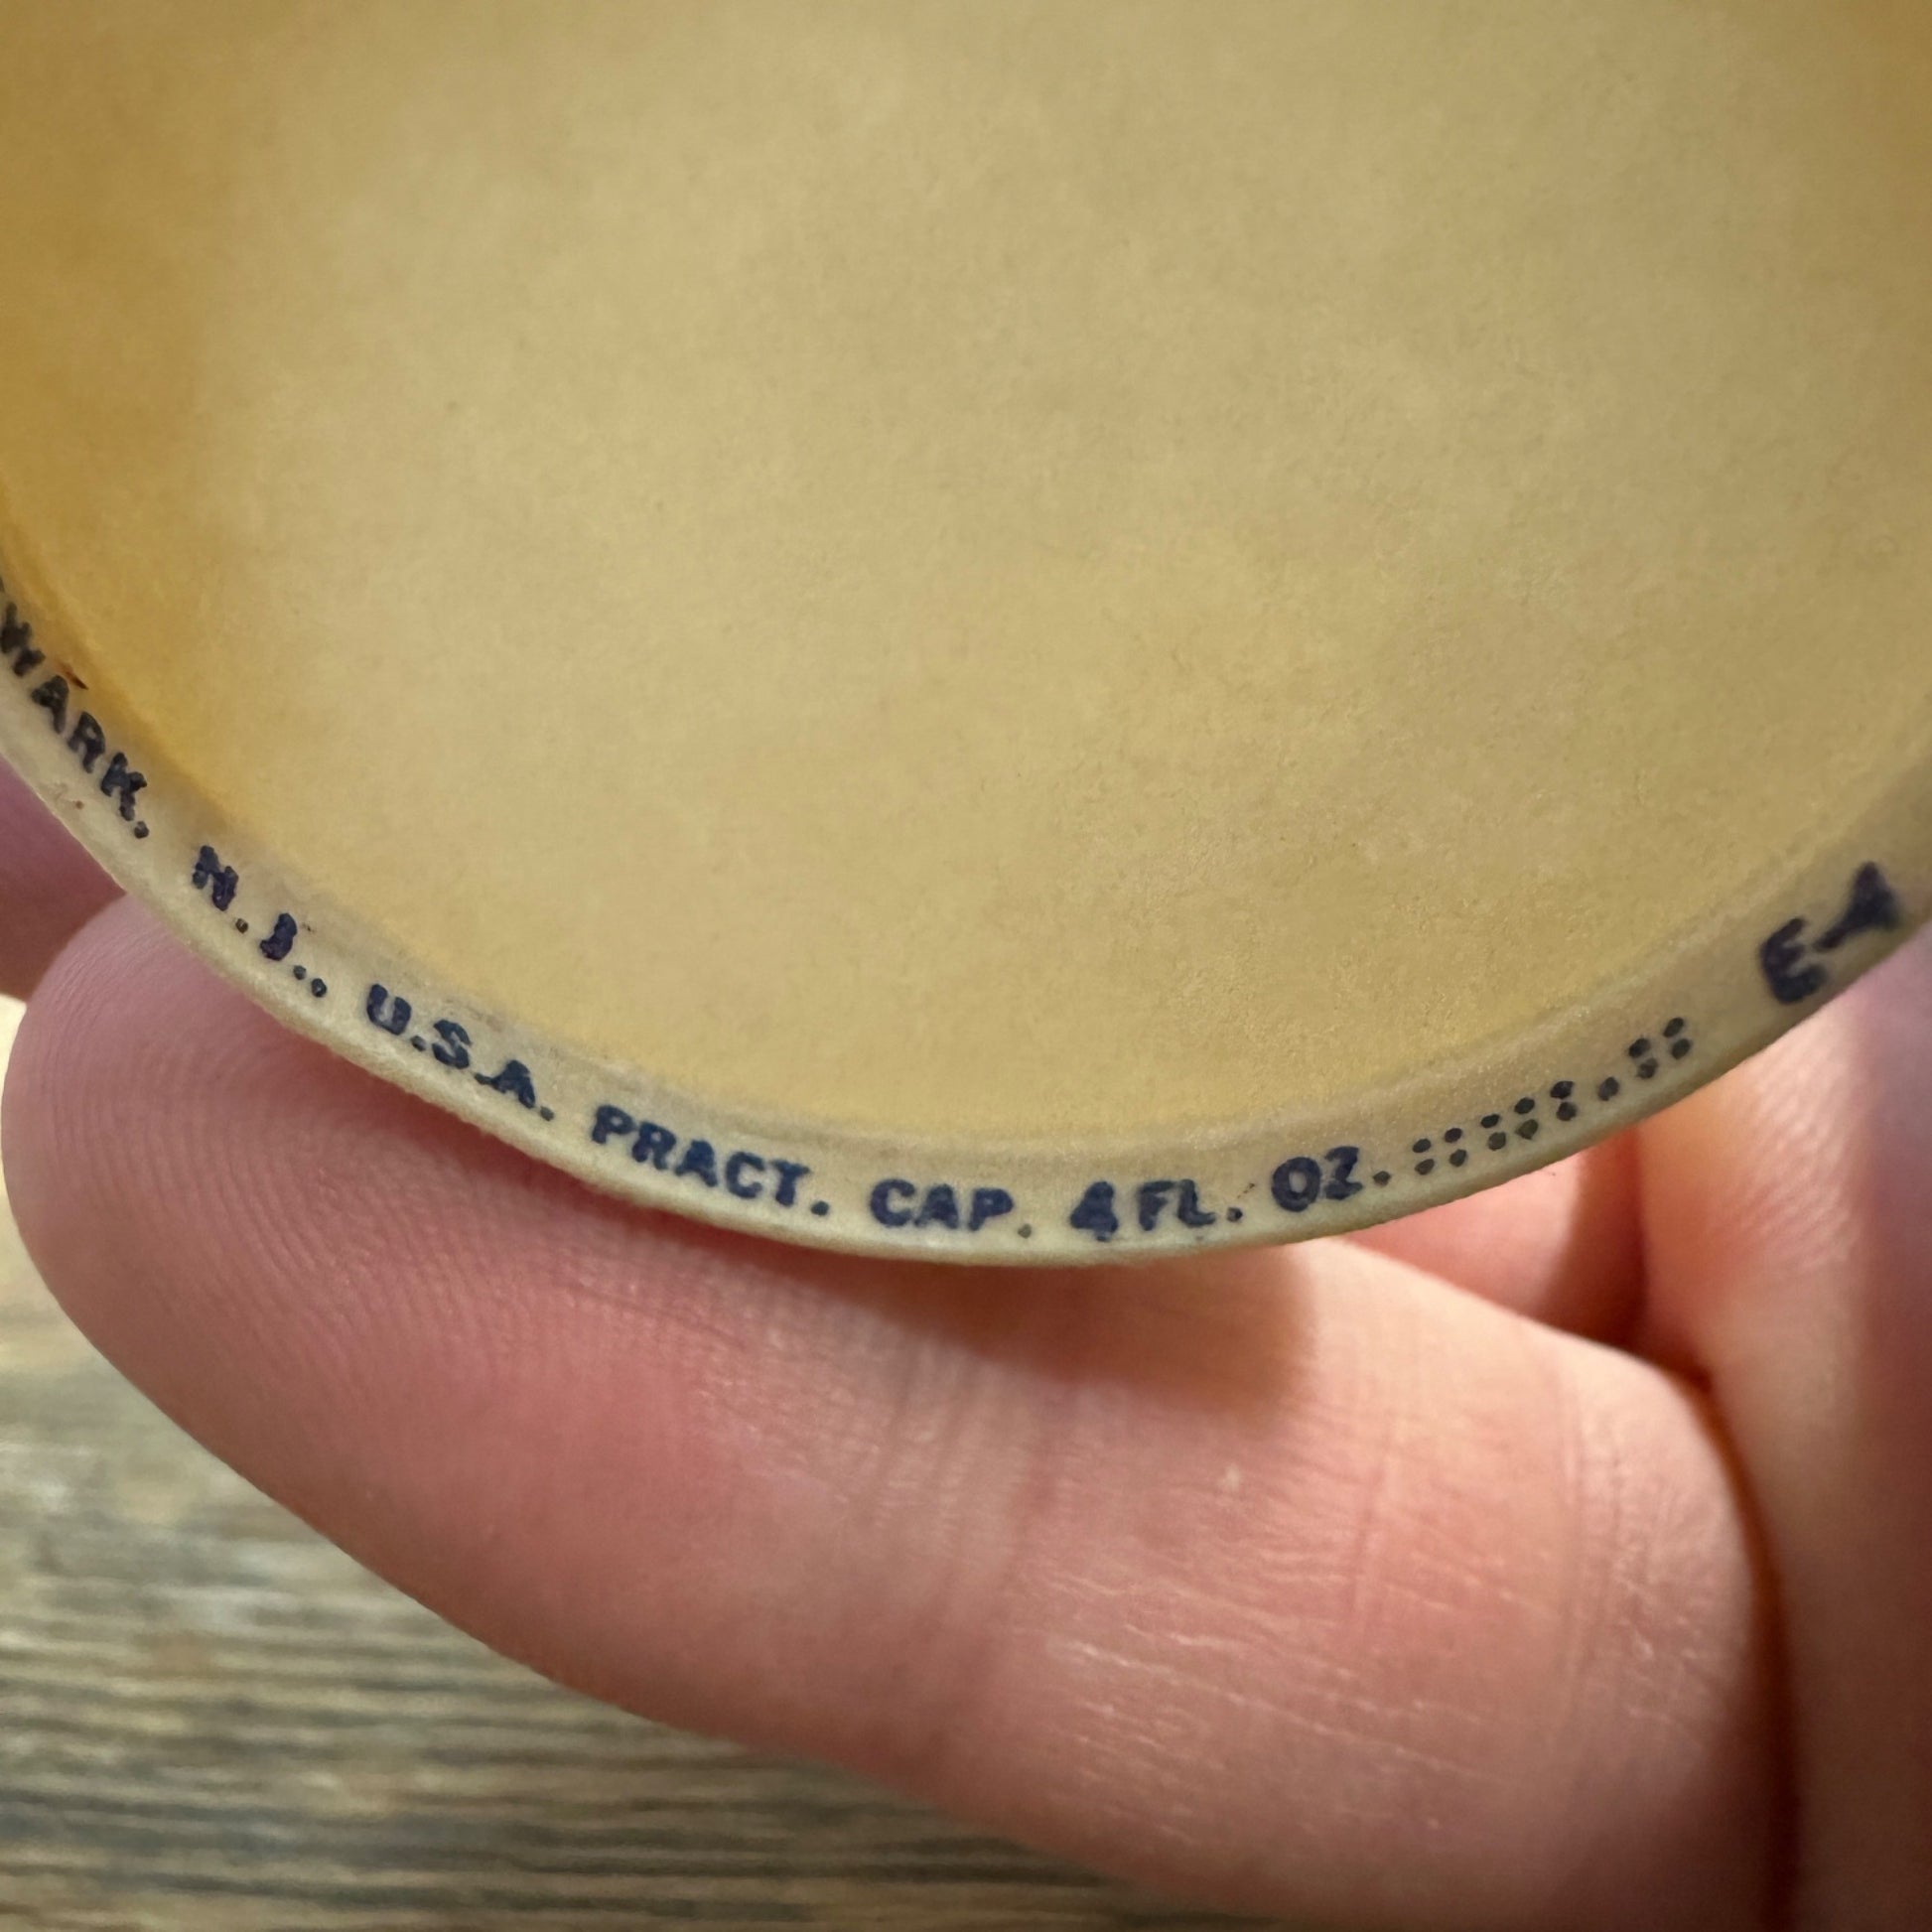 WARK, N.J., U.S.A. PRACT. CAP. 4 FL. OZ. E-Y